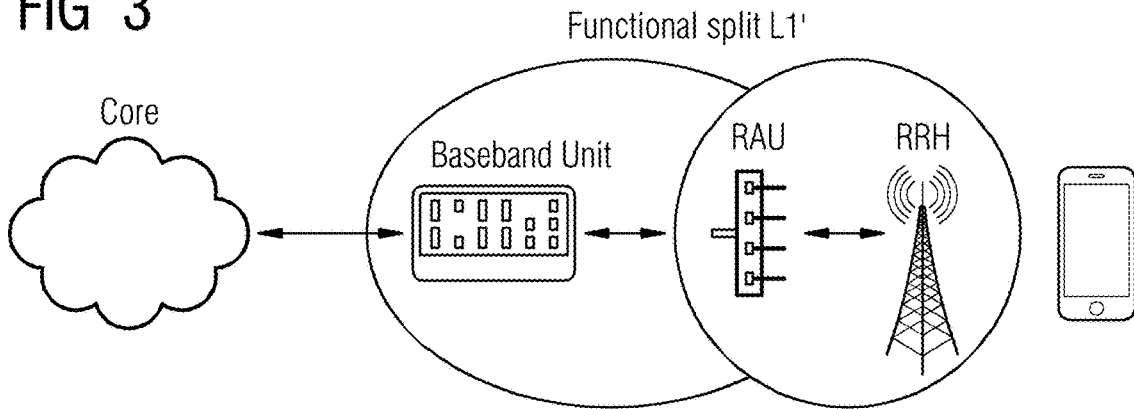 FIG 3
Functional split L1'
Core
Baseband Unit
RAU
RRH